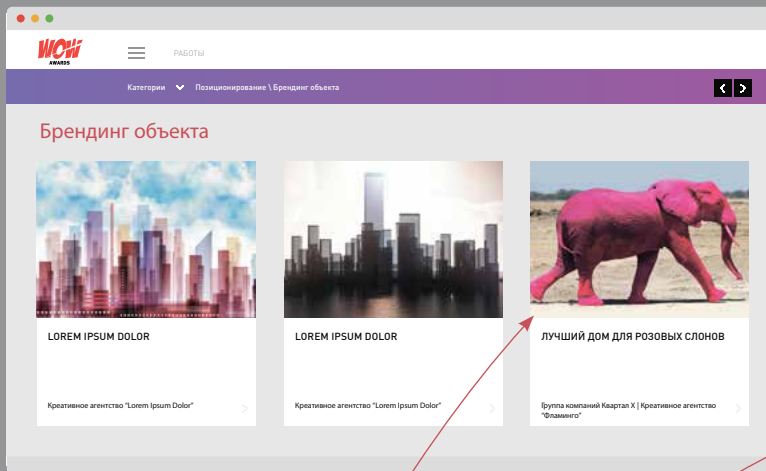 WOW
AWARDS
РАБОТЫ
Категории
Позиционирование \ Брендинг объекта
Брендинг объекта
LOREM IPSUM DOLOR
Креативное агентство "Lorem Ipsum Dolor"
LOREM IPSUM DOLOR
Креативное агентство "Lorem Ipsum Dolor"
ЛУЧШИЙ ДОМ ДЛЯ РОЗОВЫХ СЛОНОВ
Группа компаний Квартал X | Креативное агентство
"Фламинго"